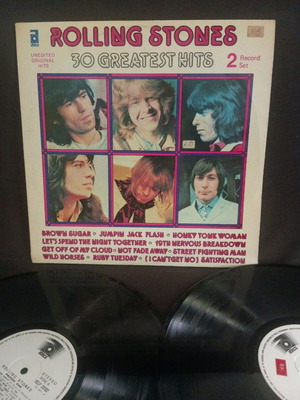 ROLLING STONES
30 GREATEST HITS
UNEDITED
ORIGINAL
HITS
2 Record
Set
BROWN SUGAR • JUMPIN JACK FLASH • HONKY TONK WOMAN
LET'S SPEND THE NIGHT TOGETHER • 19TH NERVOUS BREAKDOWN
GET OFF OF MY CLOUD • NOT FADE AWAY • STREET FIGHTING MAN
WILD HORSES • RUBY TUESDAY • (I CAN'T GET NO) SATISFACTION
STEREO